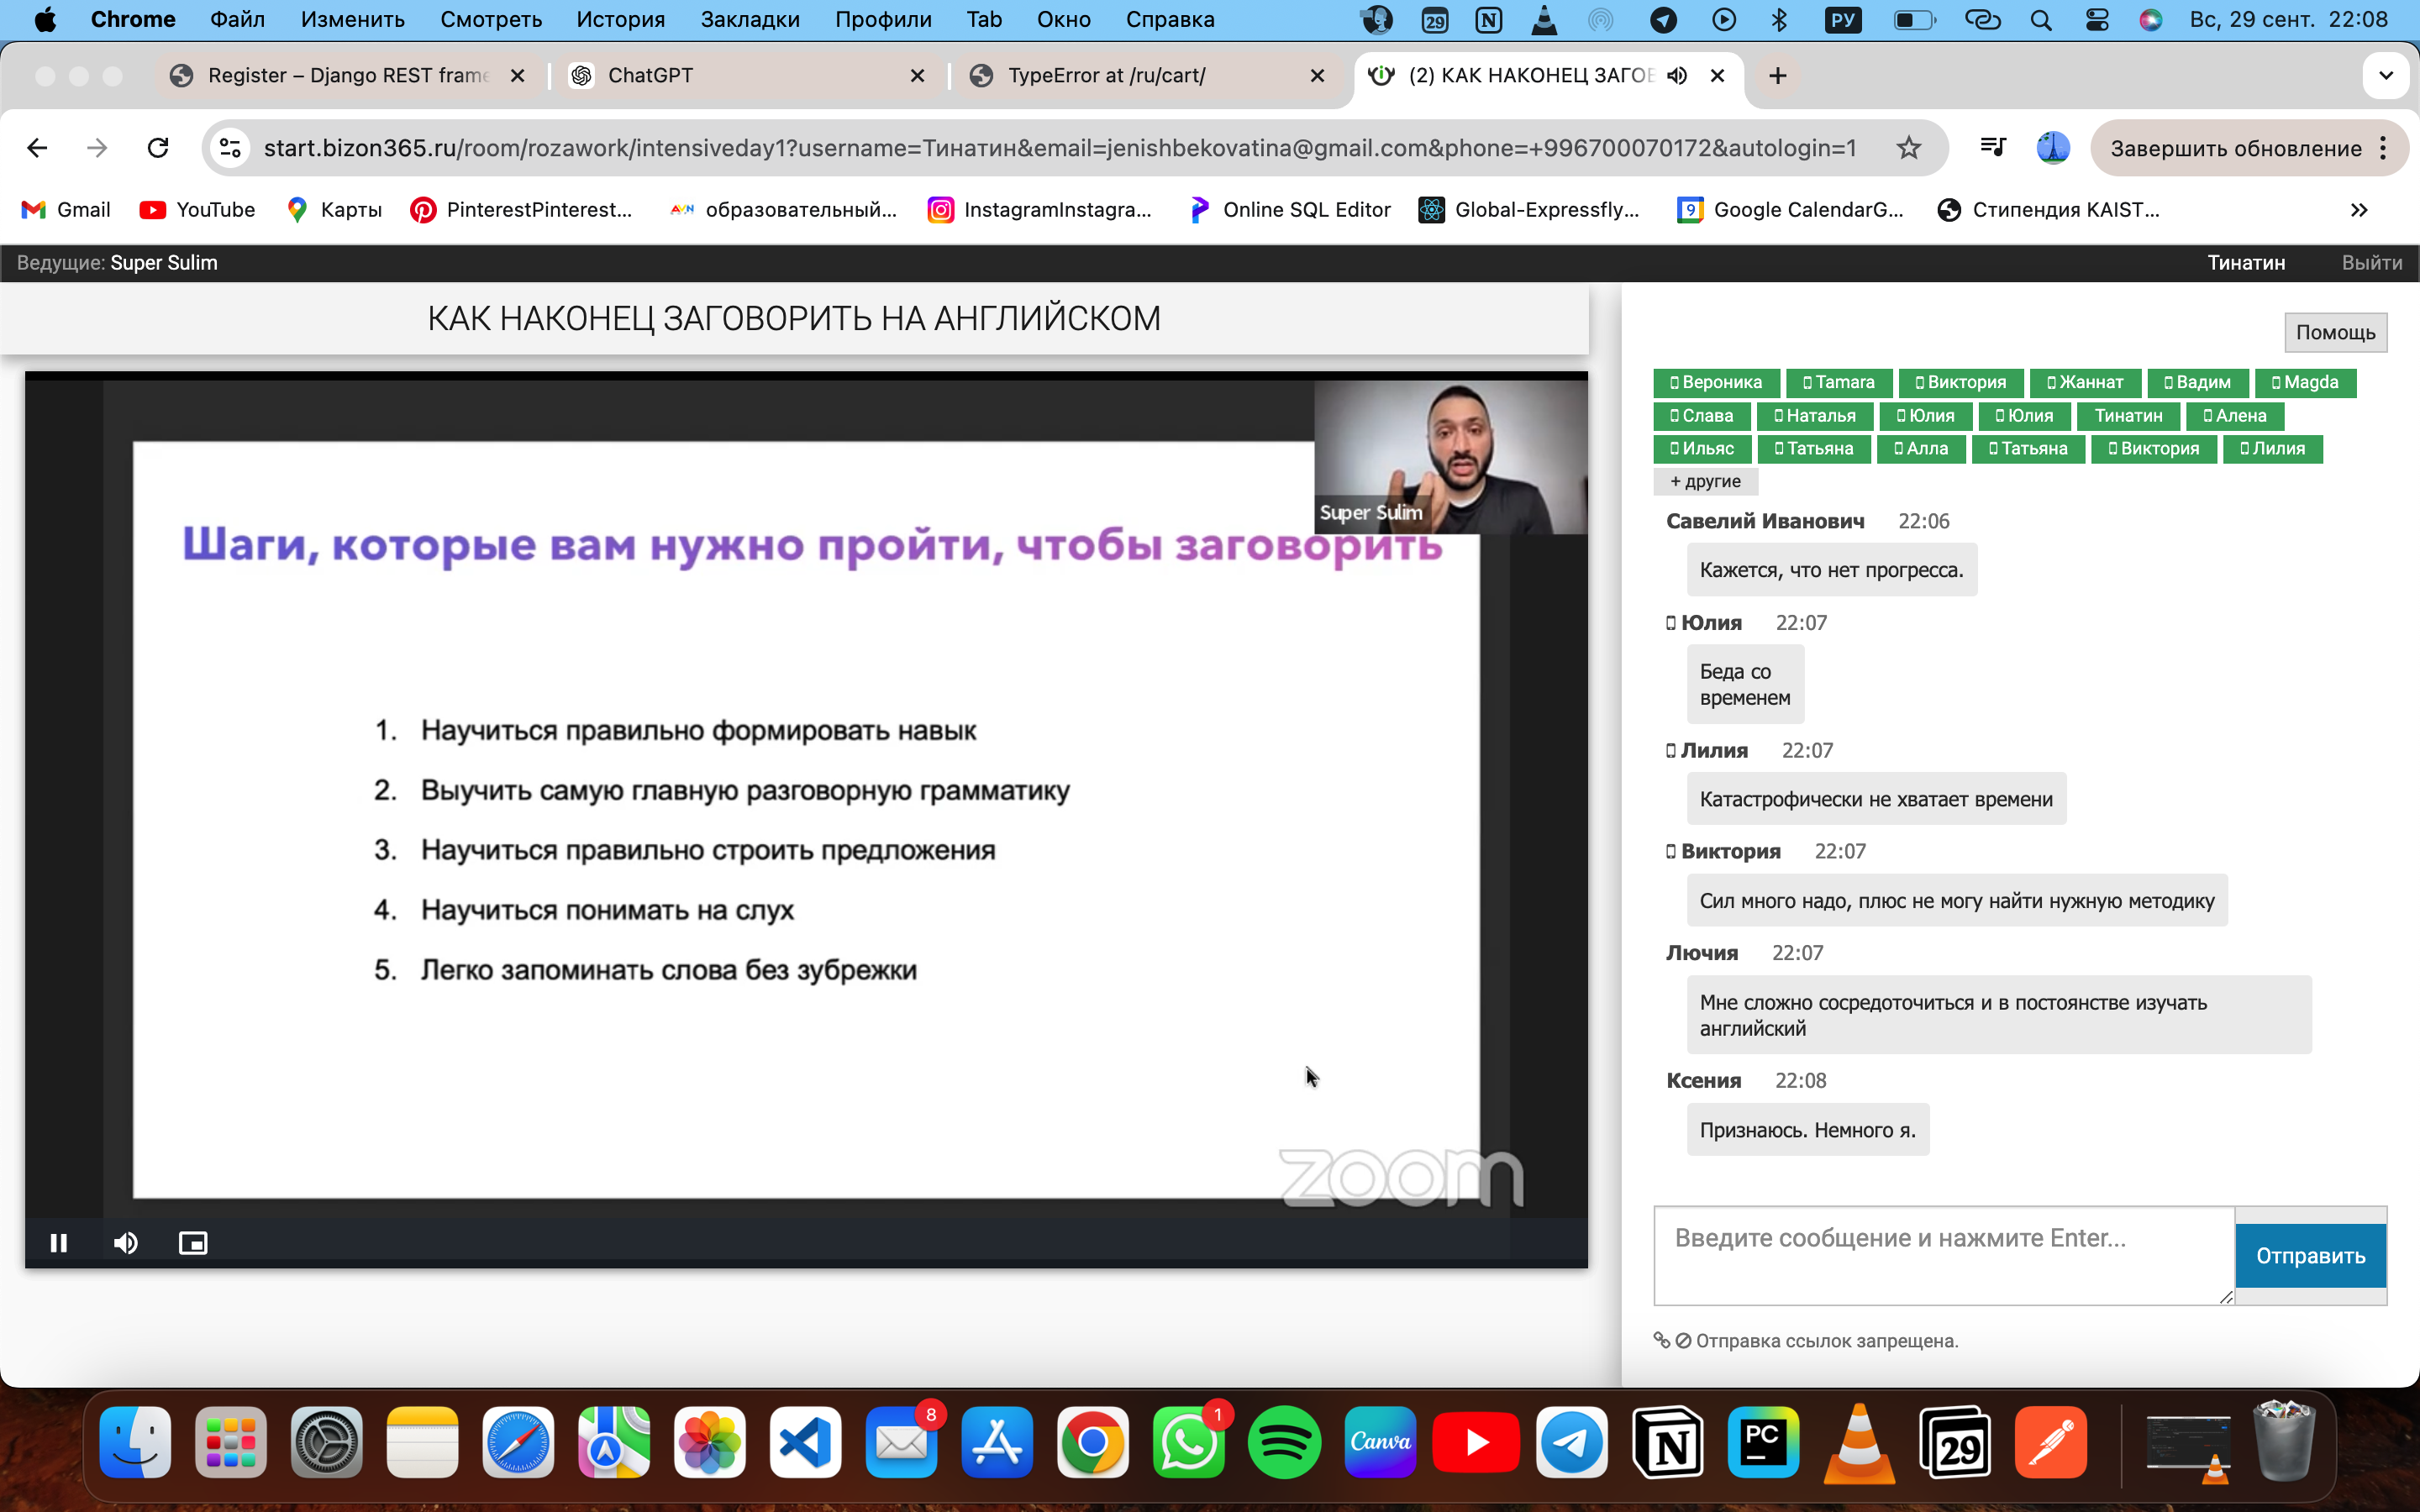 Chrome Файл Изменить Смотреть История Закладки Профили Tab Окно Справка 29 РУ Вс, 29 сент. 22:08
Register – Django REST frame ChatGPT TypeError at /ru/cart/ (2) КАК НАКОНЕЦ ЗАГОВ
start.bizon365.ru/room/rozawork/intensiveday1?username=Тинатин&email=jenishbekovatina@gmail.com&phone=+996700070172&autologin=1 Завершить обновление
Gmail YouTube Карты PinterestPinterest... образовательный... InstagramInstagra... Online SQL Editor Global-Expressfly... 9 Google CalendarG... Стипендия KAIST...
Ведущие: Super Sulim Тинатин Выйти
КАК НАКОНЕЦ ЗАГОВОРИТЬ НА АНГЛИЙСКОМ
Super Sulim
Шаги, которые вам нужно пройти, чтобы заговорить
1. Научиться правильно формировать навык
2. Выучить самую главную разговорную грамматику
3. Научиться правильно строить предложения
4. Научиться понимать на слух
5. Легко запоминать слова без зубрежки
zoom
Помощь
Вероника Tamara Виктория Жаннат Вадим Magda
Слава Наталья Юлия Юлия Тинатин Алена
Ильяс Татьяна Алла Татьяна Виктория Лилия
+ другие
Савелий Иванович 22:06
Кажется, что нет прогресса.
Юлия 22:07
Беда со
временем
Лилия 22:07
Катастрофически не хватает времени
Виктория 22:07
Сил много надо, плюс не могу найти нужную методику
Лючия 22:07
Мне сложно сосредоточиться и в постоянстве изучать
английский
Ксения 22:08
Признаюсь. Немного я.
Введите сообщение и нажмите Enter...
Отправить
Отправка ссылок запрещена.
8 1 Canva PC 29